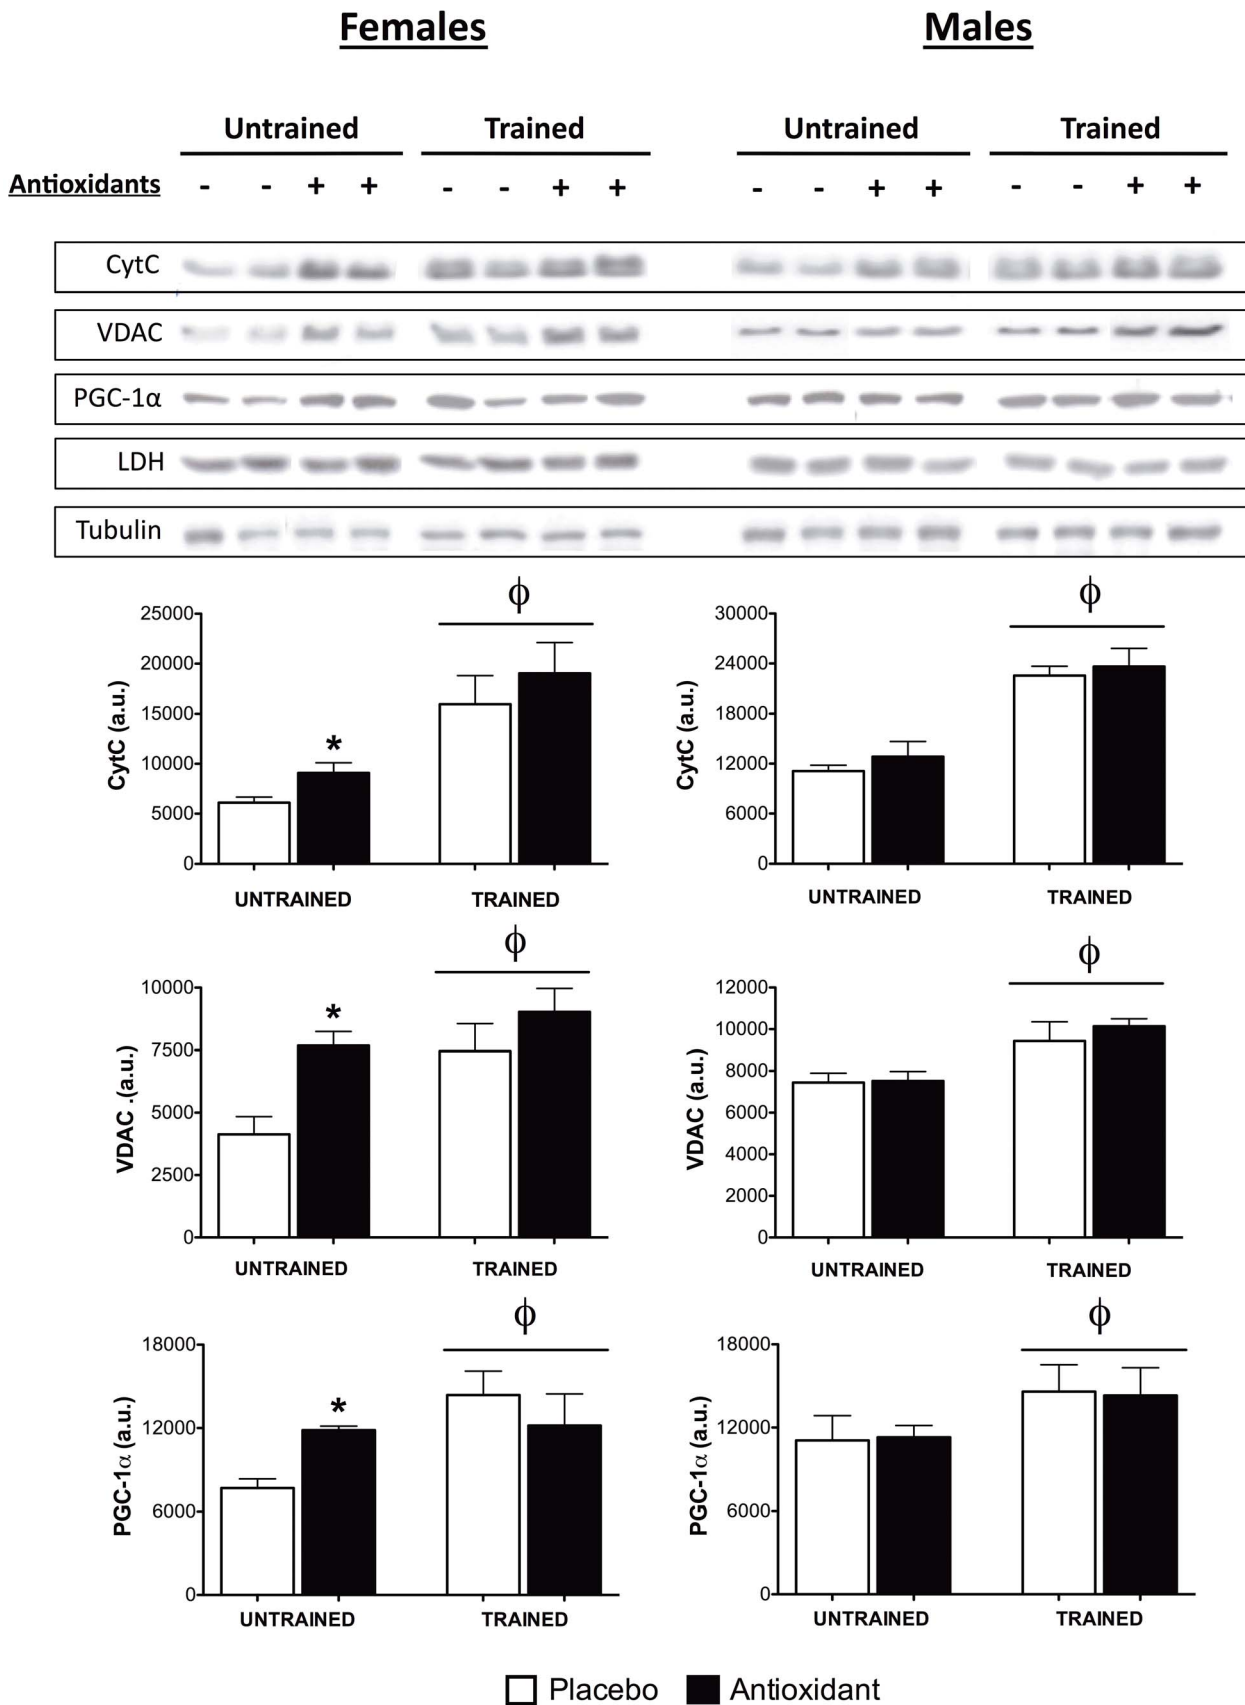 Females Males
Untrained Trained Untrained Trained
Antioxidants - - + + - - + + - - + + - - + +
CytC
VDAC
PGC-1α
LDH
Tubulin
ϕ
25000
20000
15000
10000
5000
0
CytC (a.u.)
*
UNTRAINED TRAINED
ϕ
30000
24000
18000
12000
6000
0
CytC (a.u.)
UNTRAINED TRAINED
ϕ
10000
7500
5000
2500
0
VDAC .(a.u.)
*
UNTRAINED TRAINED
ϕ
12000
10000
8000
6000
4000
2000
0
VDAC (a.u.)
UNTRAINED TRAINED
ϕ
18000
12000
6000
0
PGC-1α (a.u.)
*
UNTRAINED TRAINED
ϕ
18000
12000
6000
0
PGC-1α (a.u.)
UNTRAINED TRAINED
Placebo Antioxidant